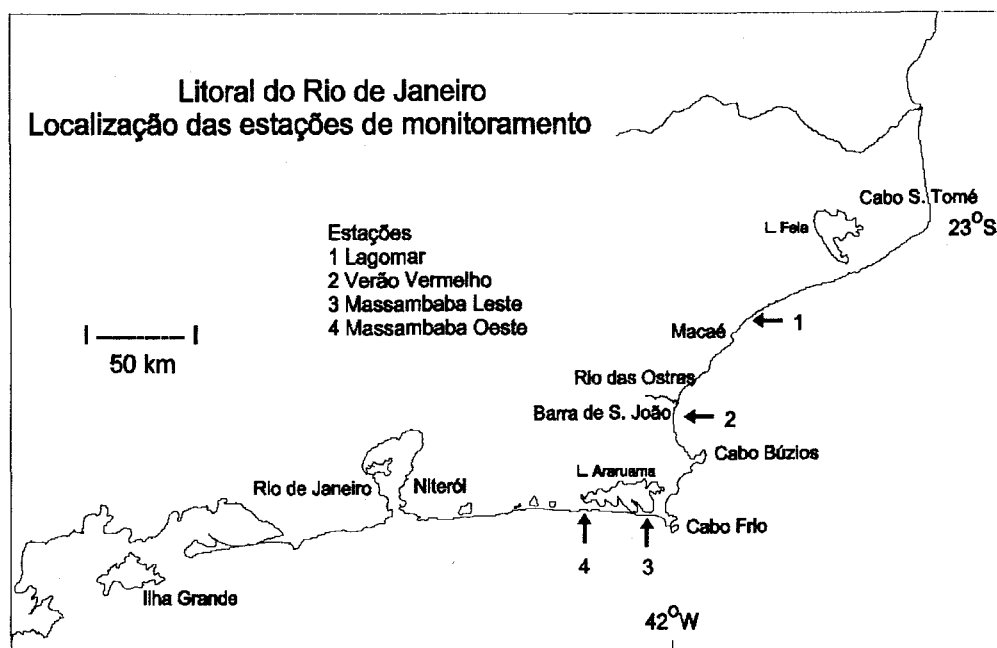 Litoral do Rio de Janeiro
Localização das estações de monitoramento
Cabo S. Tomé
L. Feia
23°S
Estações
1 Lagomar
2 Verão Vermelho
3 Massambaba Leste
4 Massambaba Oeste
50 km
Macaé
1
Rio das Ostras
Barra de S. João
2
Cabo Búzios
L. Araruama
Rio de Janeiro
Niterói
Cabo Frio
4
3
Ilha Grande
42°W